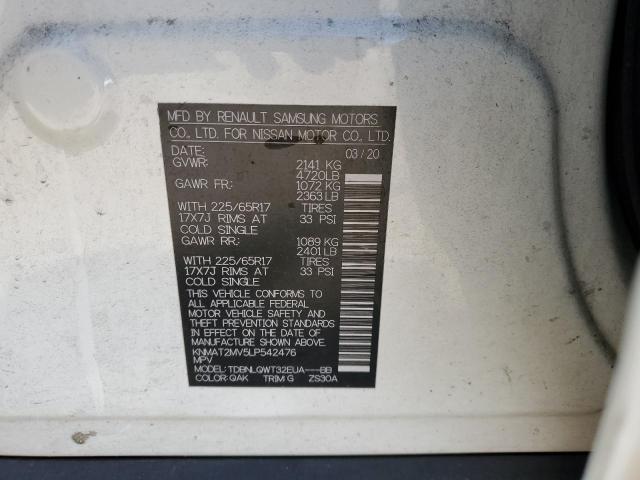 MFD BY RENAULT SAMSUNG MOTORS
CO., LTD. FOR NISSAN MOTOR CO., LTD.
DATE: 03/20
GVWR: 2141 KG
4720LB
GAWR FR: 1072 KG
2363 LB
WITH 225/65R17 TIRES
17X7J RIMS AT 33 PSI
COLD SINGLE
GAWR RR: 1089 KG
2401 LB
WITH 225/65R17 TIRES
17X7J RIMS AT 33 PSI
COLD SINGLE
THIS VEHICLE CONFORMS TO
ALL APPLICABLE FEDERAL
MOTOR VEHICLE SAFETY
AND THEFT PREVENTION STANDARDS
IN EFFECT ON THE DATE OF
MANUFACTURE SHOWN ABOVE.
KNMAT2MV5LP542476
MPV
MODEL: TDBNLQWT32EUA---BB
COLOR: QAK TRIM: G ZS30A